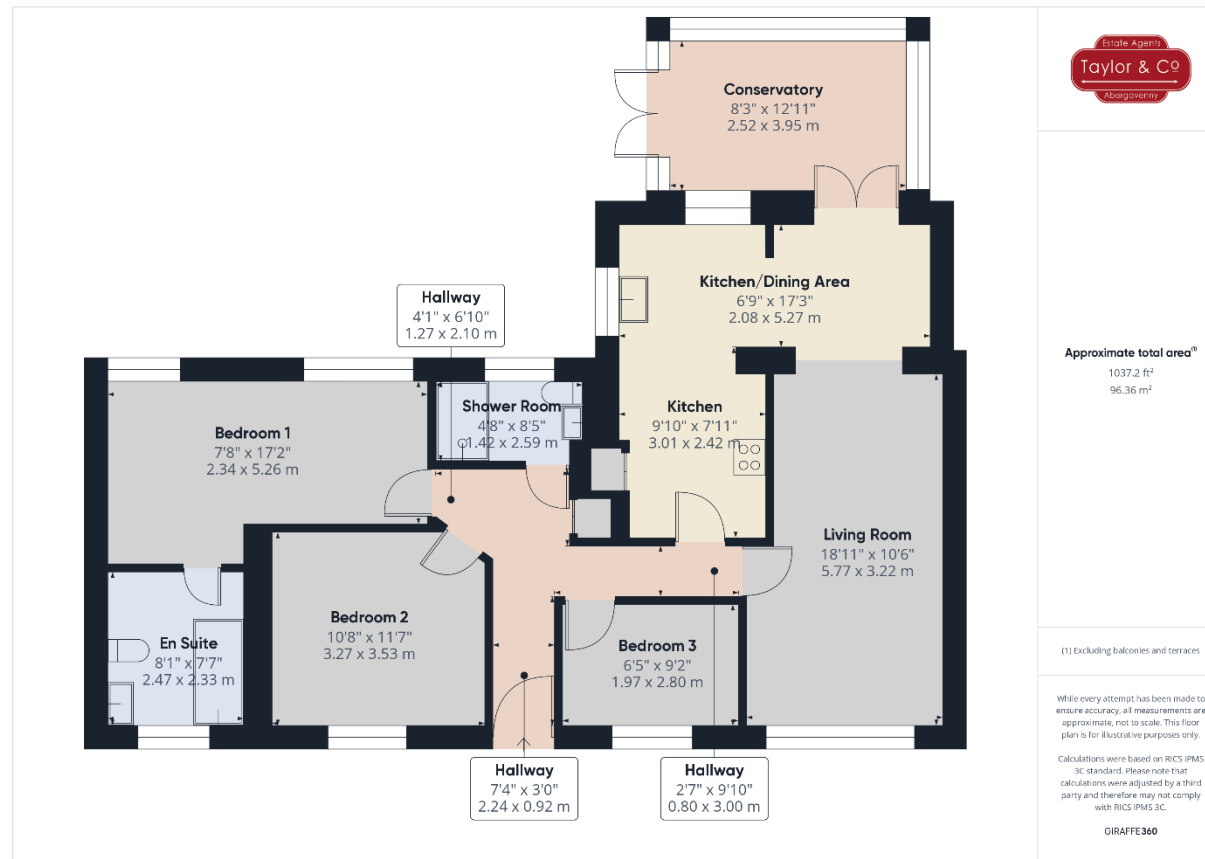 Conservatory
8'3" x 12'11"
2.52 x 3.95 m
Kitchen/Dining Area
6'9" x 17'3"
2.08 x 5.27 m
Hallway
4'1" x 6'10"
1.27 x 2.10 m
Shower Room
4'8" x 8'5"
1.42 x 2.59 m
Kitchen
9'10" x 7'11"
3.01 x 2.42 m
Bedroom 1
7'8" x 17'2"
2.34 x 5.26 m
Living Room
18'11" x 10'6"
5.77 x 3.22 m
Bedroom 2
10'8" x 11'7"
3.27 x 3.53 m
En Suite
8'1" x 7'7"
2.47 x 2.33 m
Bedroom 3
6'5" x 9'2"
1.97 x 2.80 m
Hallway
7'4" x 3'0"
2.24 x 0.92 m
Hallway
2'7" x 9'10"
0.80 x 3.00 m
Estate Agents
Taylor & Cº
Abergavenny
Approximate total area⁽¹⁾
1037.2 ft²
96.36 m²
(1) Excluding balconies and terraces
While every attempt has been made to
ensure accuracy, all measurements are
approximate, not to scale. This floor
plan is for illustrative purposes only.
Calculations were based on RICS IPMS
3C standard. Please note that
calculations were adjusted by a third
party and therefore may not comply
with RICS IPMS 3C.
GIRAFFE360